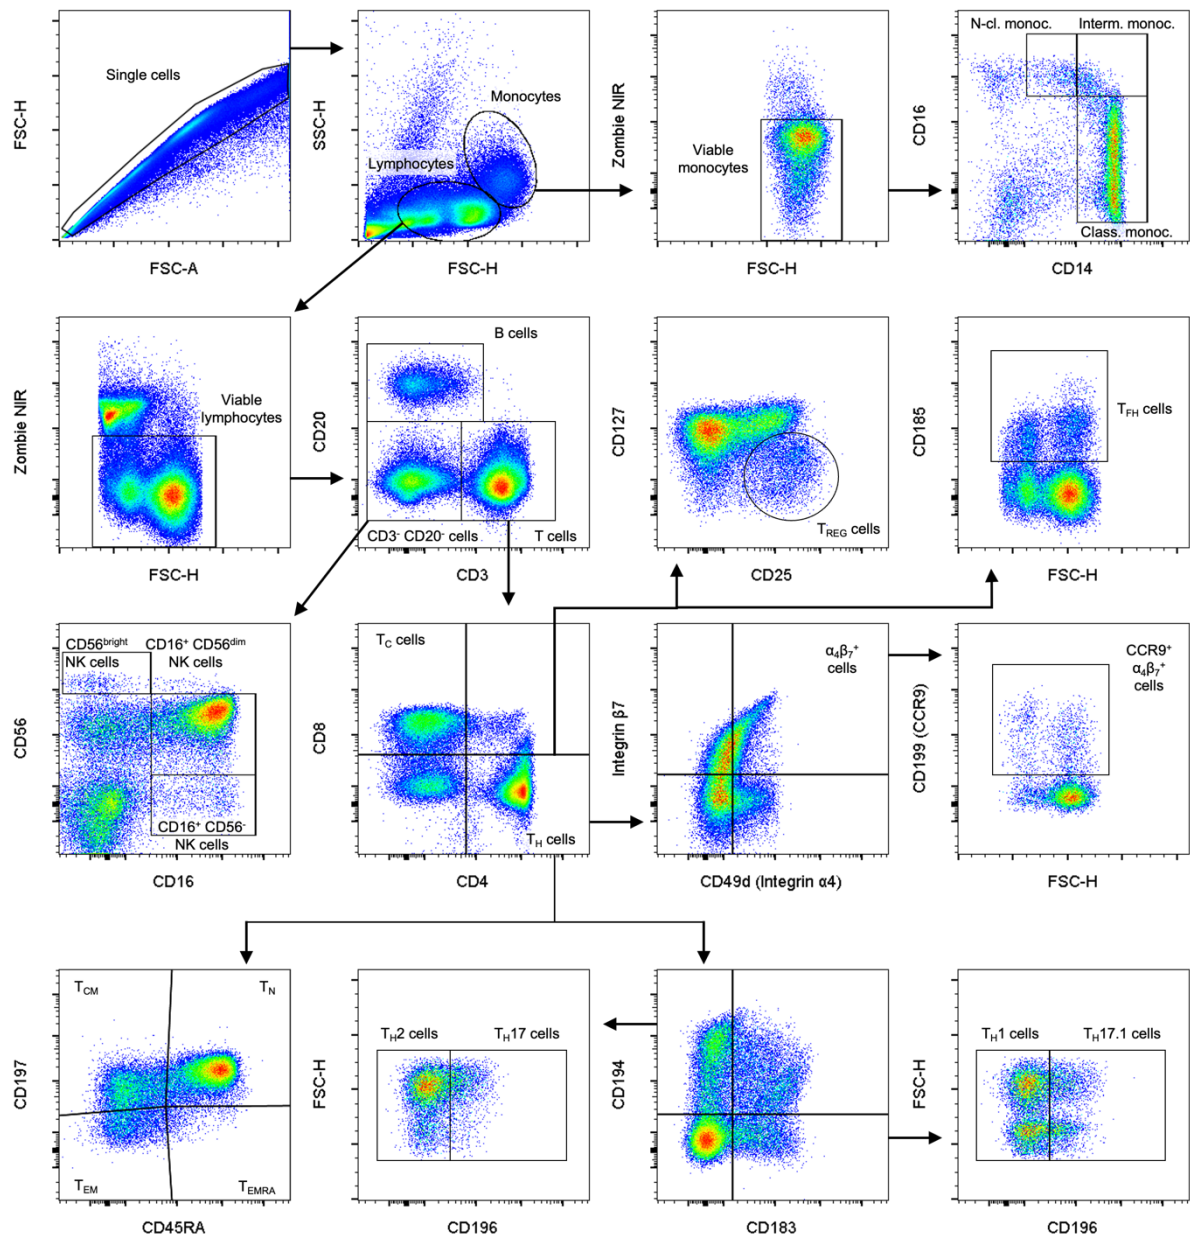 FSC-H
Single cells
FSC-A
SSC-H
Monocytes
Lymphocytes
FSC-H
Zombie NIR
Viable
monocytes
FSC-H
N-cl. monoc.
Interm. monoc.
CD16
Class. monoc.
CD14
Zombie NIR
Viable
lymphocytes
FSC-H
B cells
CD20
CD3- CD20- cells
T cells
CD3
CD127
TREG cells
CD25
CD185
TFH cells
FSC-H
CD56bright
NK cells
CD16+ CD56dim
NK cells
CD56
CD16+ CD56-
NK cells
CD16
TC cells
CD8
TH cells
CD4
Integrin β7
α4β7+
cells
CD49d (Integrin α4)
CD199 (CCR9)
CCR9+
α4β7+
cells
FSC-H
TCM
TN
CD197
TEM
TEMRA
CD45RA
FSC-H
TH2 cells
TH17 cells
CD196
CD194
CD183
FSC-H
TH1 cells
TH17.1 cells
CD196